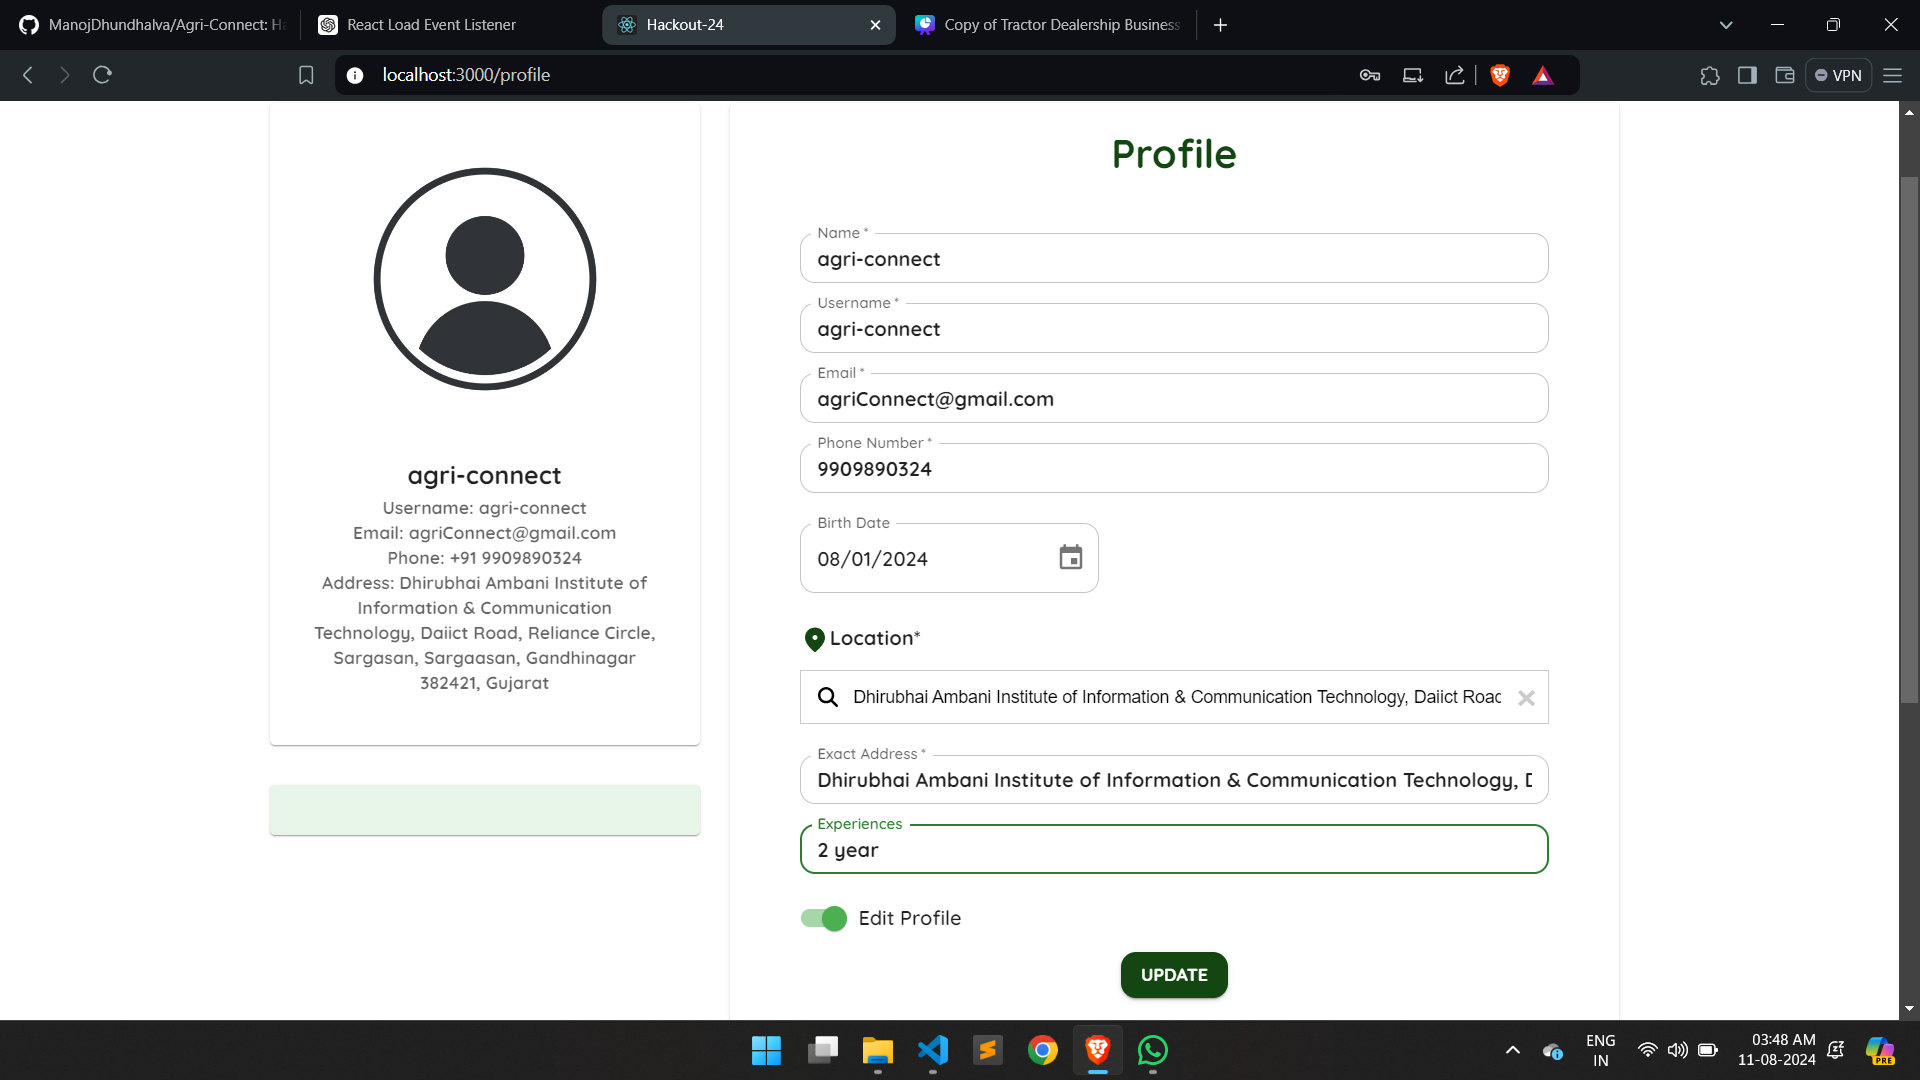 ManojDhundhalva/Agri-Connect: Ha
React Load Event Listener
Hackout-24
Copy of Tractor Dealership Business
localhost:3000/profile
VPN
agri-connect
Username: agri-connect
Email: agriConnect@gmail.com
Phone: +91 9909890324
Address: Dhirubhai Ambani Institute of
Information & Communication
Technology, Daiict Road, Reliance Circle,
Sargasan, Sargaasan, Gandhinagar
382421, Gujarat
Profile
Name *
agri-connect
Username *
agri-connect
Email *
agriConnect@gmail.com
Phone Number *
9909890324
Birth Date
08/01/2024
Location*
Dhirubhai Ambani Institute of Information & Communication Technology, Daiict Road
Exact Address *
Dhirubhai Ambani Institute of Information & Communication Technology, D
Experiences
2 year
Edit Profile
UPDATE
ENG
IN
03:48 AM
11-08-2024
PRE